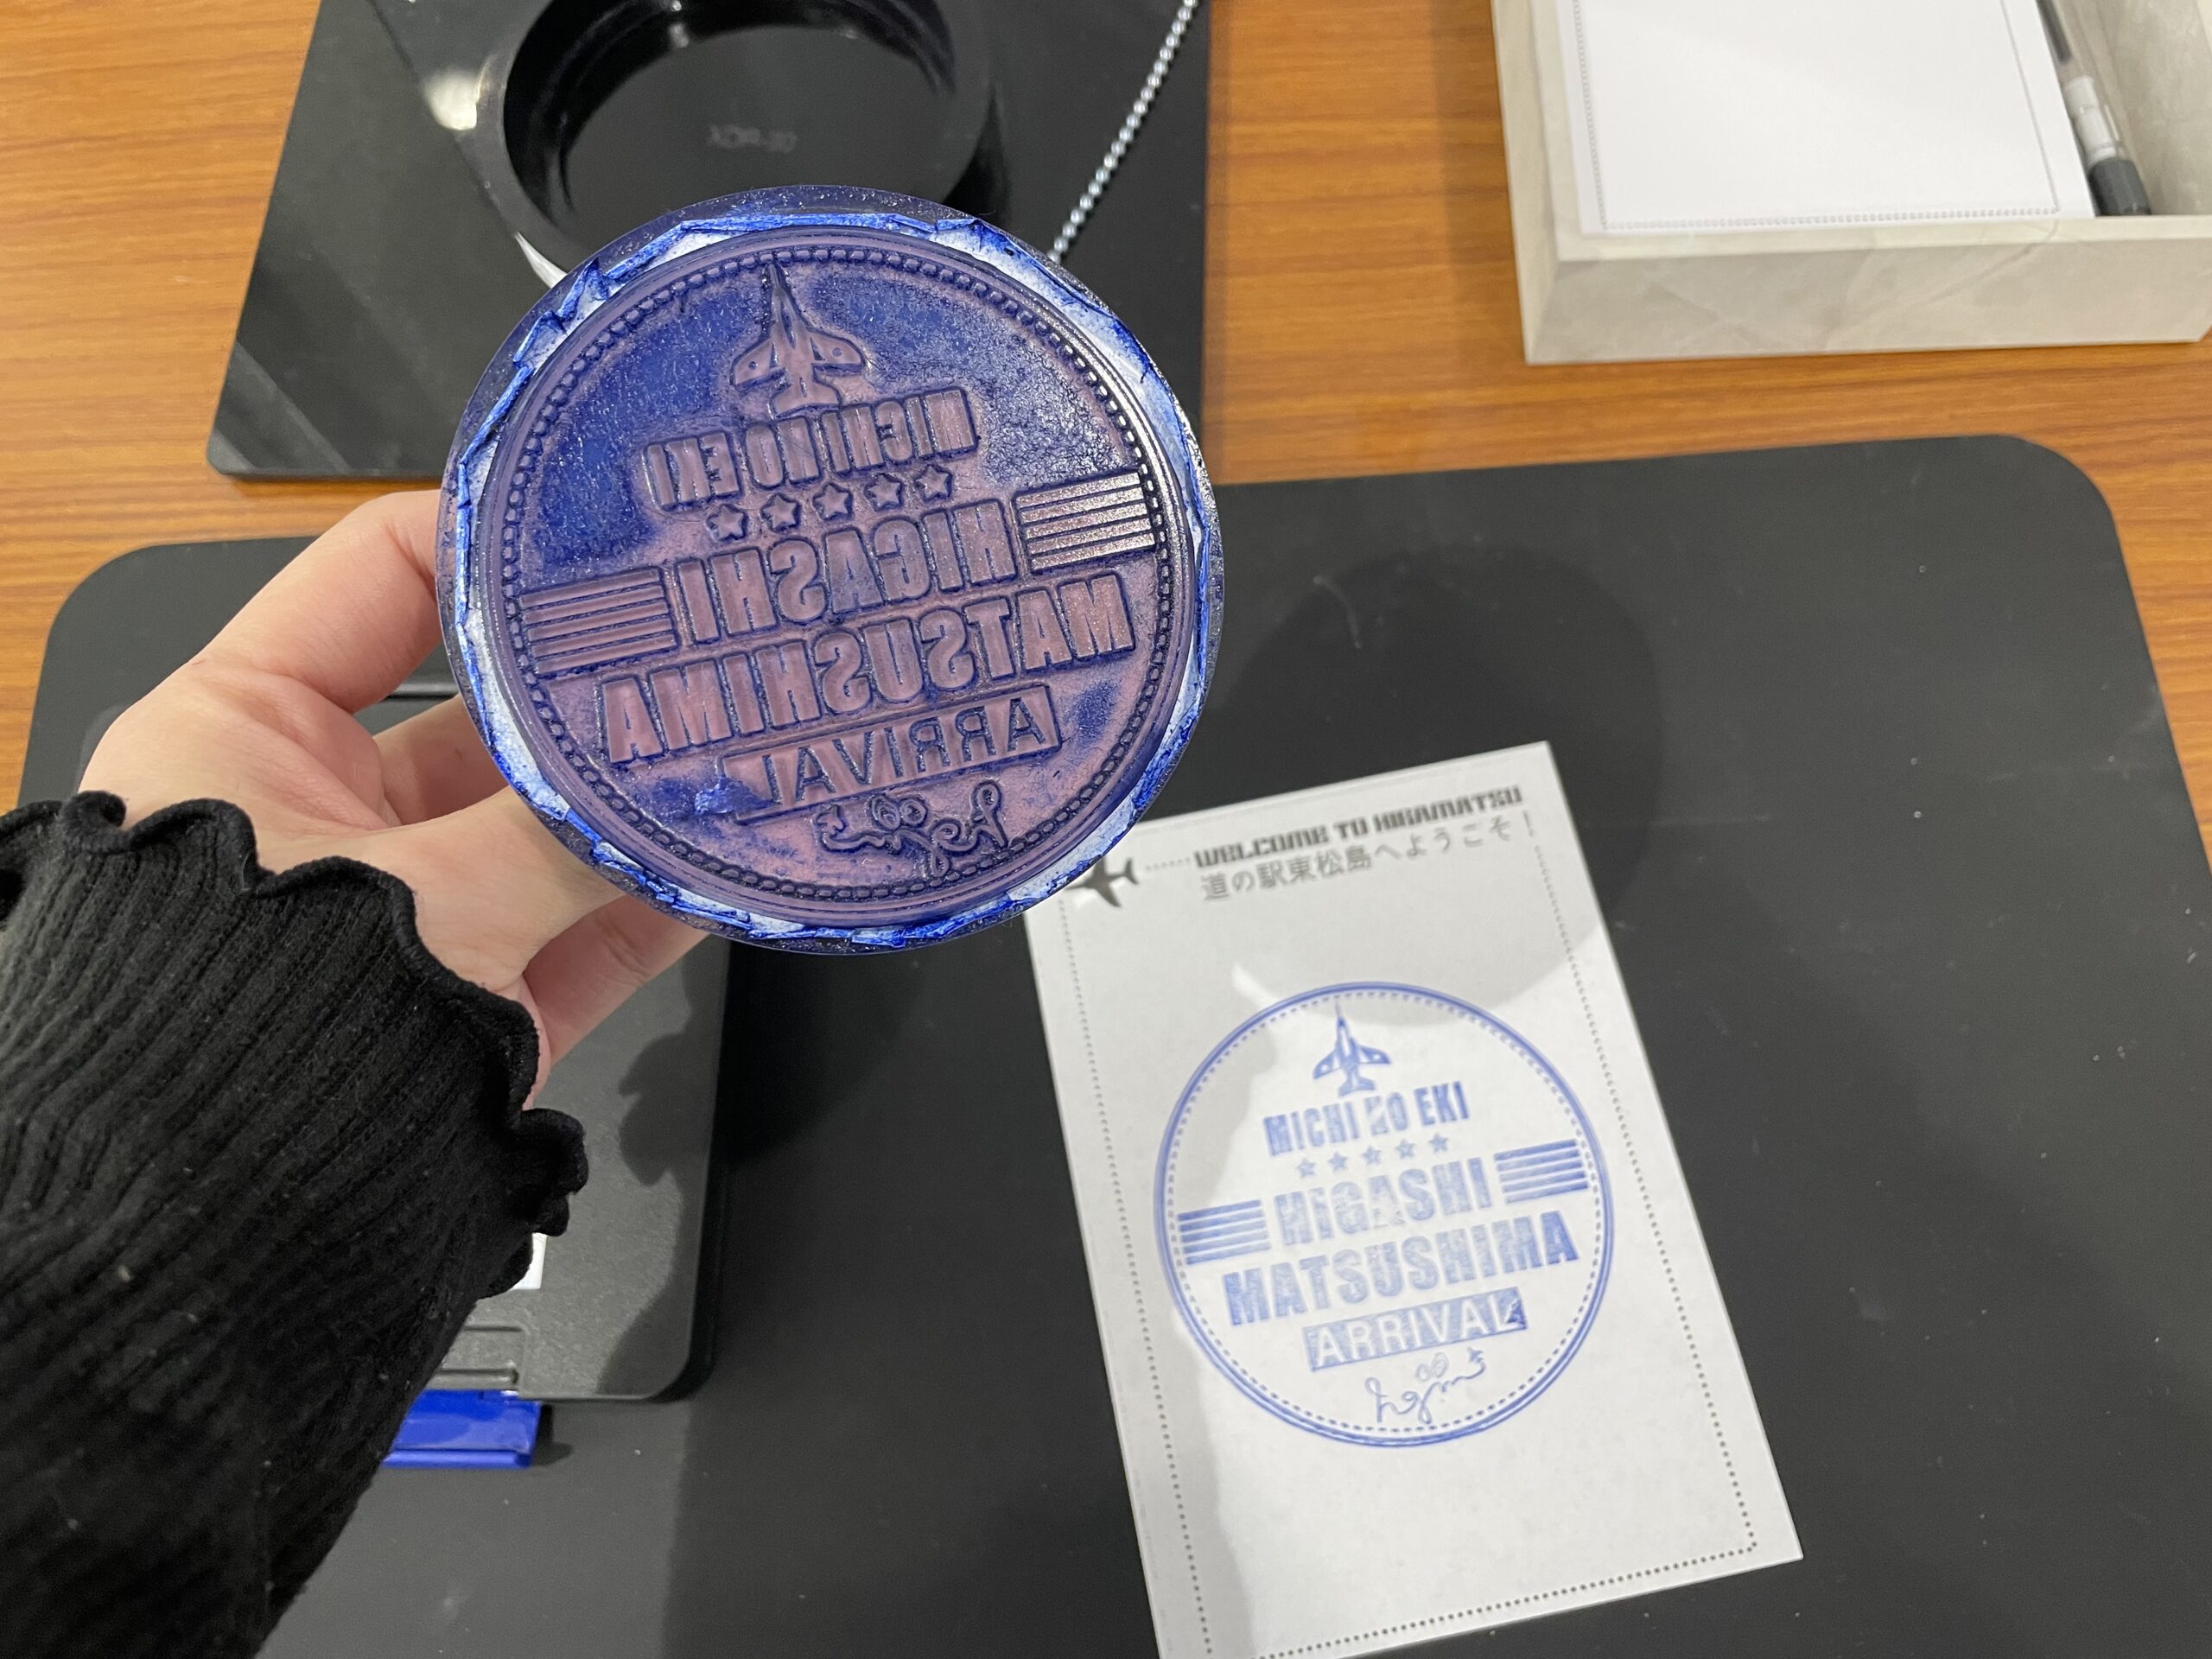 MICHI NO EKI
HIGASHI
MATSUSHIMA
ARRIVAL
WELCOME TO HIGAMATSU
道の駅東松島へようこそ！
MICHI NO EKI
HIGASHI
MATSUSHIMA
ARRIVAL